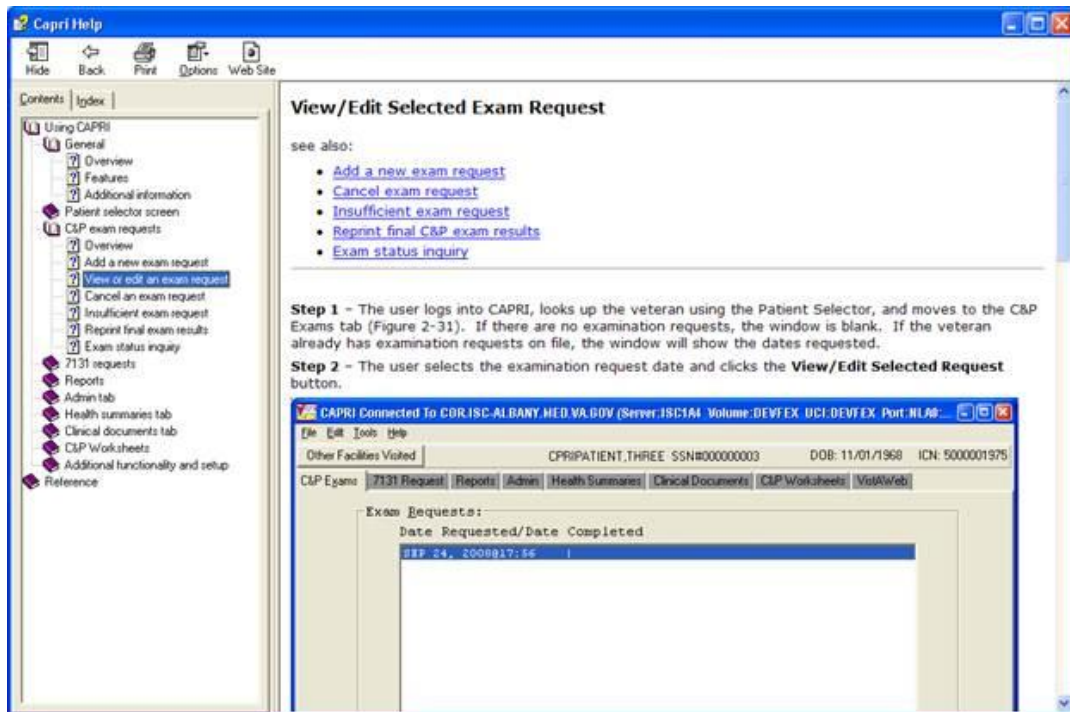 Capri Help
Hide Back Print Options Web Site
Contents Index
Using CAPRI
General
Overview
Features
Additional information
Patient selector screen
C&P exam requests
Overview
Add a new exam request
View or edit an exam request
Cancel an exam request
Insufficient exam request
Reprint final exam results
Exam status inquiry
7131 requests
Reports
Admin tab
Health summaries tab
Clinical documents tab
C&P Worksheets
Additional functionality and setup
Reference
View/Edit Selected Exam Request
see also:
Add a new exam request
Cancel exam request
Insufficient exam request
Reprint final C&P exam results
Exam status inquiry
Step 1 – The user logs into CAPRI, looks up the veteran using the Patient Selector, and moves to the C&P
Exams tab (Figure 2-31). If there are no examination requests, the window is blank. If the veteran
already has examination requests on file, the window will show the dates requested.
Step 2 – The user selects the examination request date and clicks the View/Edit Selected Request
button.
CAPRI Connected To CDR.ISC-ALBANY.MED.VA.GOV (Server:ISC1A4 Volume:DEVFEX UCI:DEVFEX Port:NLA0:...
File Edit Tools Help
Other Facilities Visited CPRIPATIENT,THREE SSN#000000003 DOB: 11/01/1968 ICN: 5000001975
C&P Exams 7131 Request Reports Admin Health Summaries Clinical Documents C&P Worksheets VistAWeb
Exam Requests:
Date Requested/Date Completed
SEP 24, 2008@17:56 |